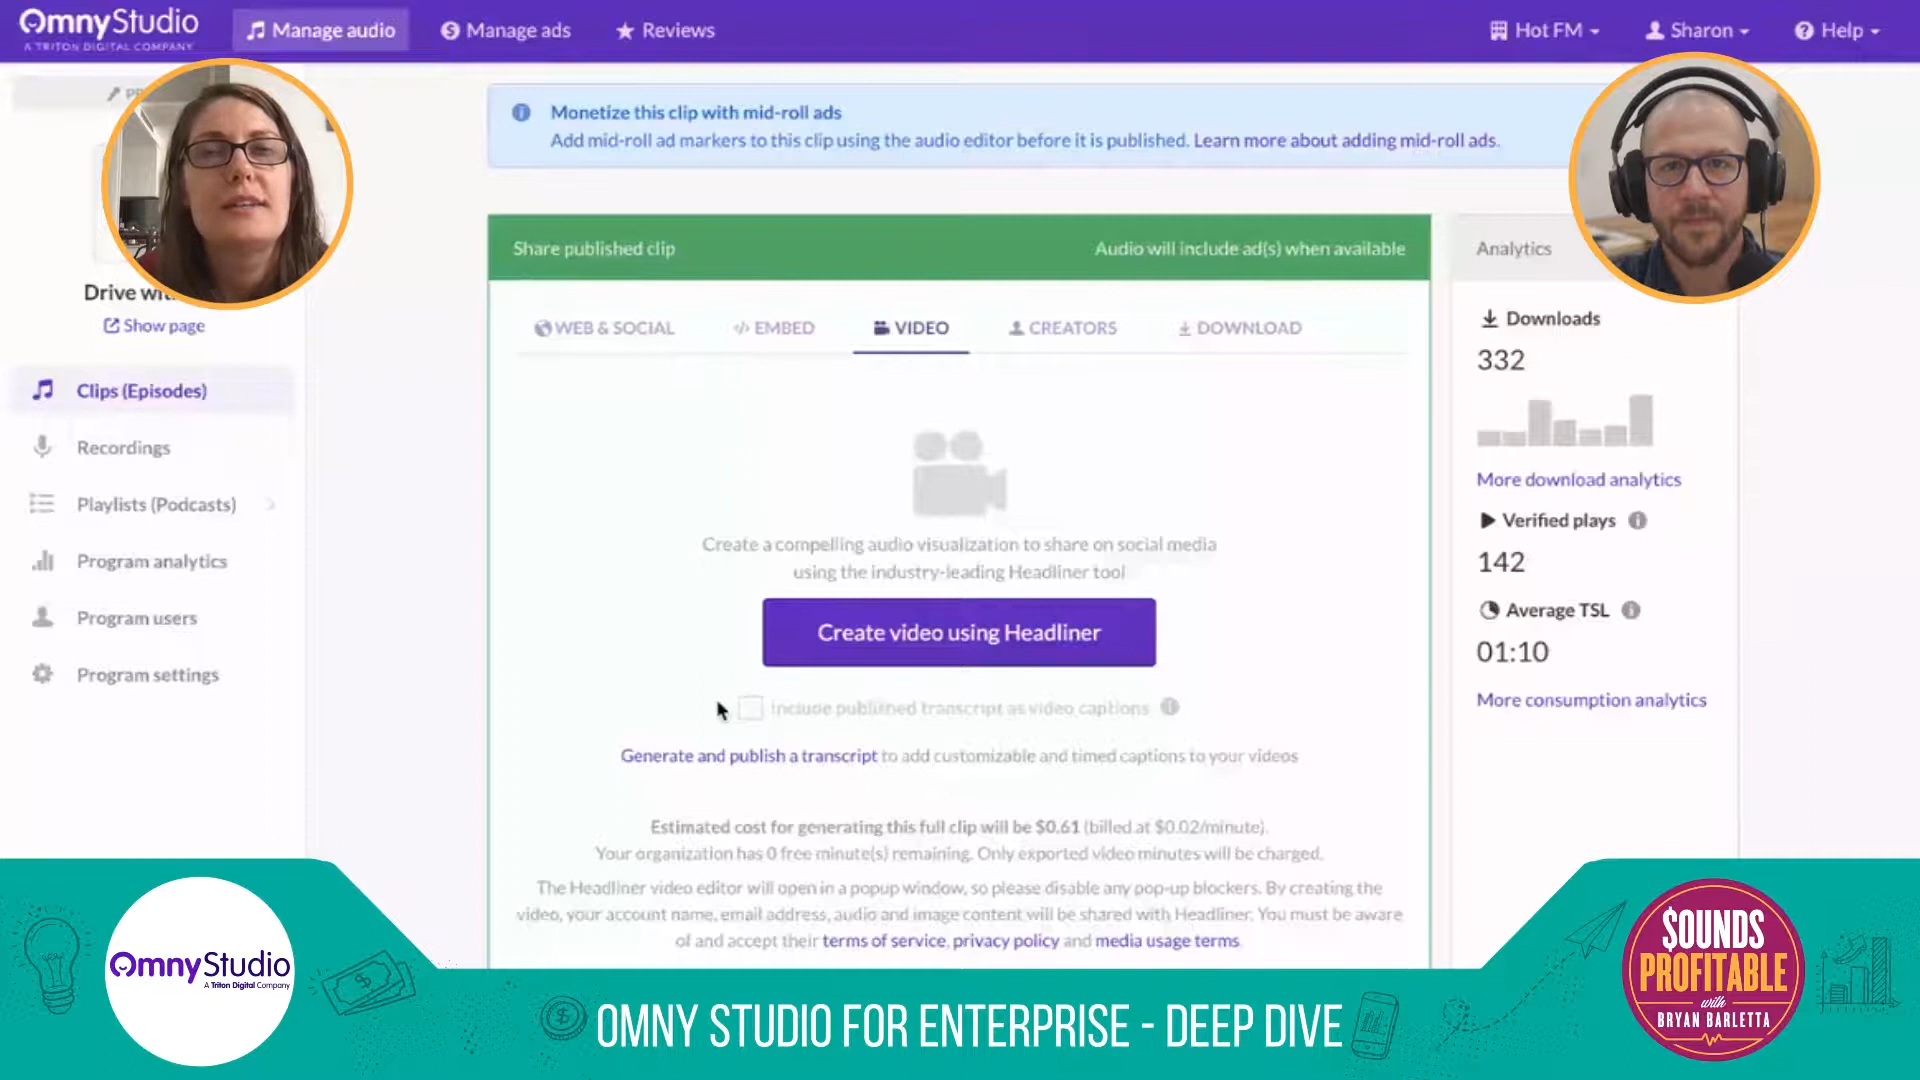 OmnyStudio
A TRITON DIGITAL COMPANY
Manage audio
Manage ads
Reviews
Hot FM
Sharon
Help
Monetize this clip with mid-roll ads
Add mid-roll ad markers to this clip using the audio editor before it is published. Learn more about adding mid-roll ads.
Drive
Show page
Clips (Episodes)
Recordings
Playlists (Podcasts)
Program analytics
Program users
Program settings
Share published clip
Audio will include ad(s) when available
WEB & SOCIAL
</> EMBED
VIDEO
CREATORS
DOWNLOAD
Create a compelling audio visualization to share on social media
using the industry-leading Headliner tool
Create video using Headliner
Include published transcript as video captions
Generate and publish a transcript to add customizable and timed captions to your videos
Estimated cost for generating this full clip will be $0.61 (billed at $0.02/minute).
Your organization has 0 free minute(s) remaining. Only exported video minutes will be charged.
The Headliner video editor will open in a popup window, so please disable any pop-up blockers. By creating the
video, your account name, email address, audio and image content will be shared with Headliner. You must be aware
of and accept their terms of service, privacy policy and media usage terms.
Analytics
Downloads
332
More download analytics
Verified plays
142
Average TSL
01:10
More consumption analytics
OmnyStudio
A Triton Digital Company
OMNY STUDIO FOR ENTERPRISE - DEEP DIVE
$OUNDS
PROFITABLE
with
BRYAN BARLETTA